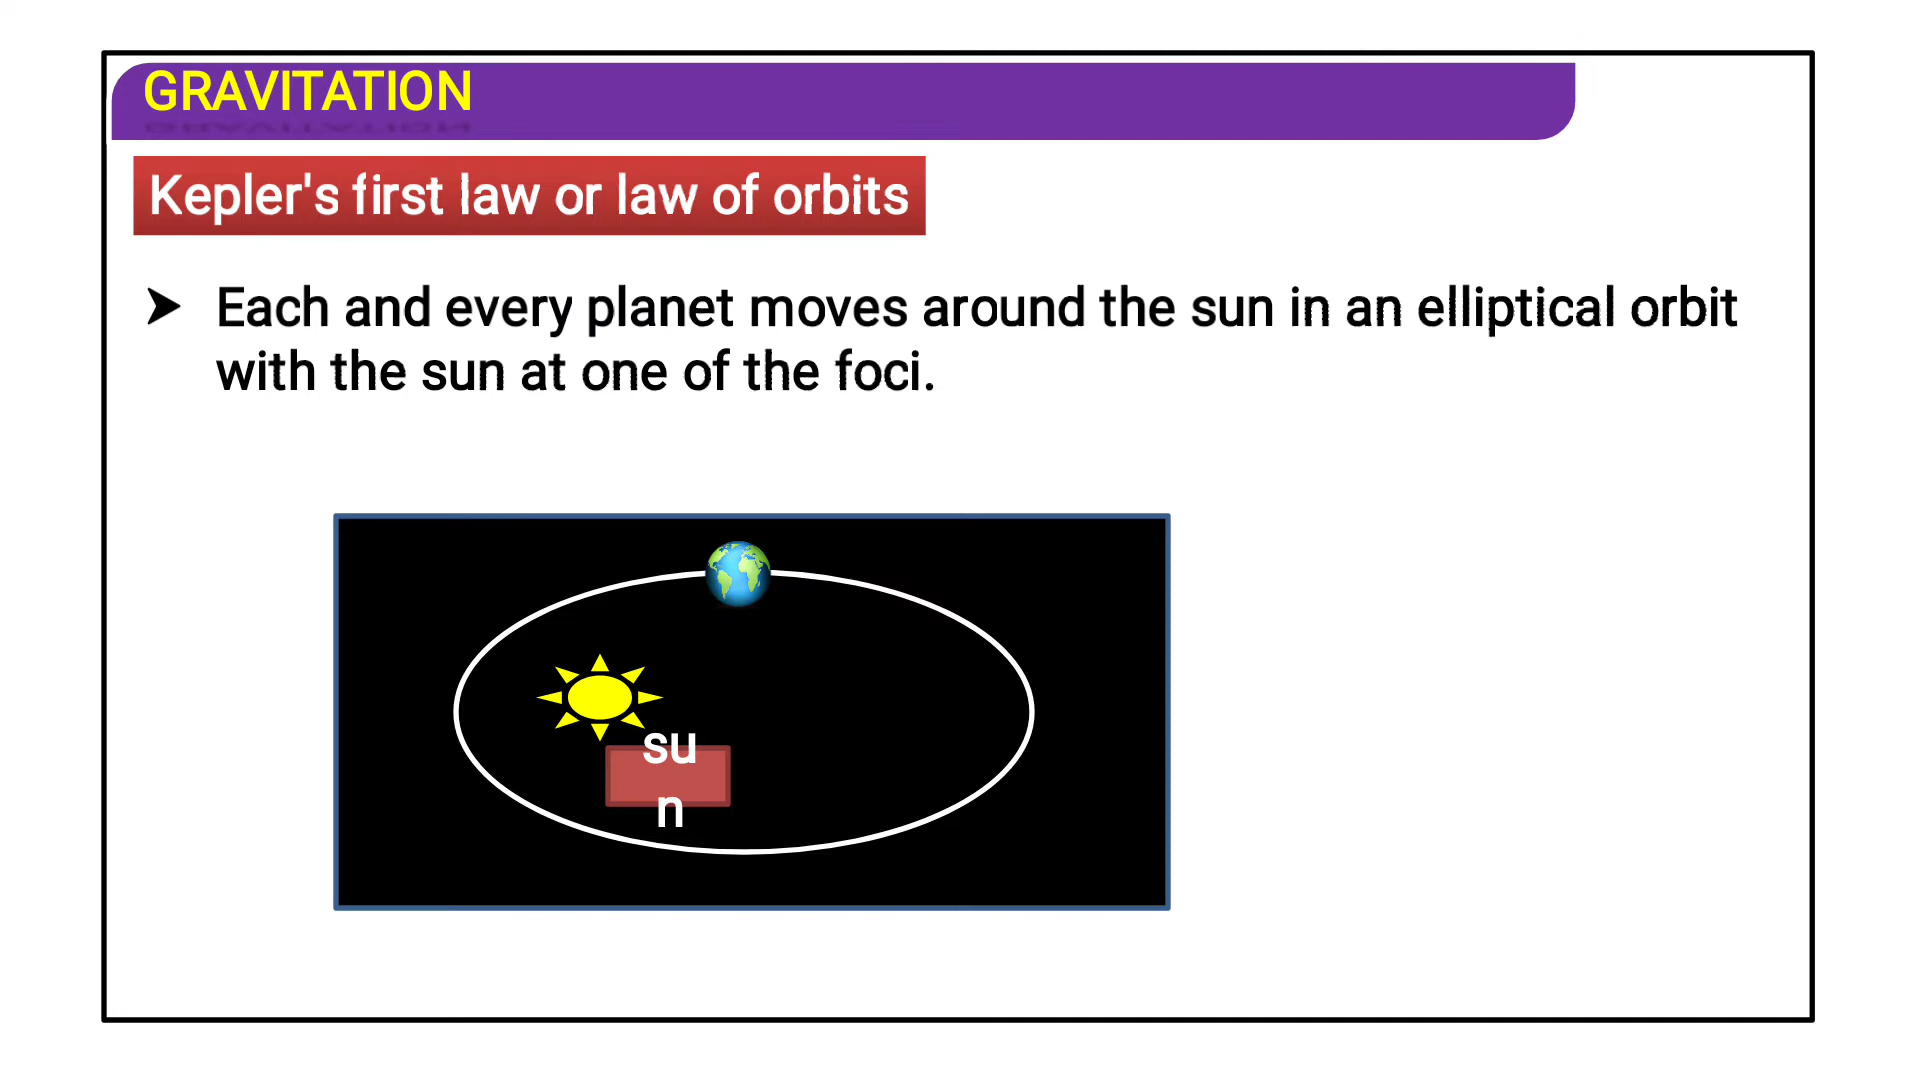 GRAVITATION
Kepler's first law or law of orbits
➤ Each and every planet moves around the sun in an elliptical orbit
with the sun at one of the foci.
su
n